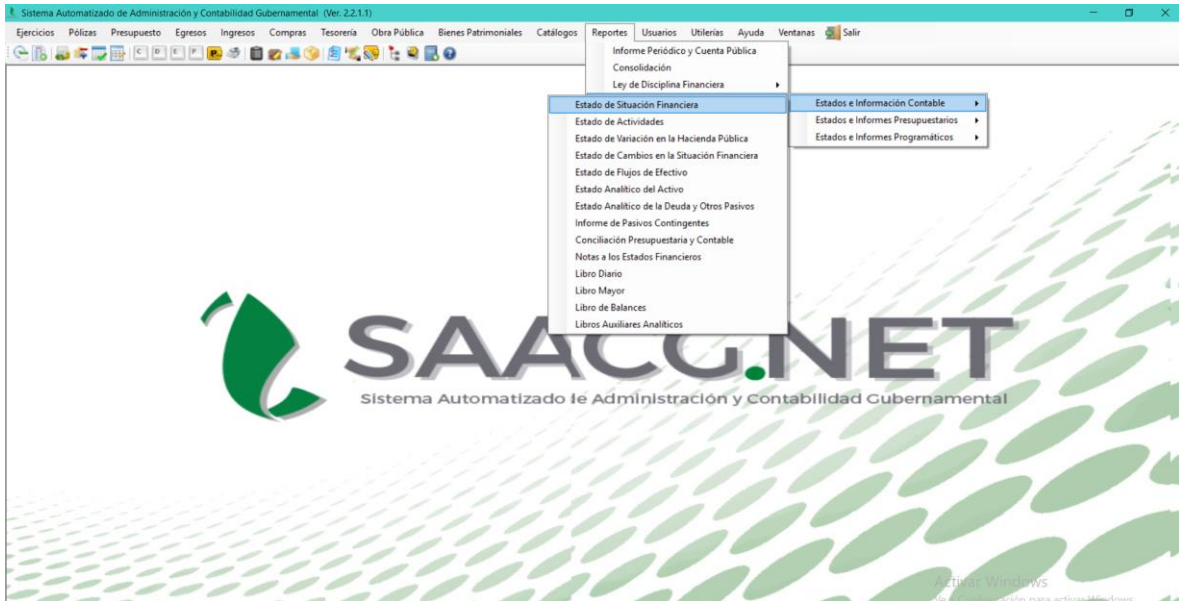 Sistema Automatizado de Administración y Contabilidad Gubernamental (Ver. 2.2.1.1)
Ejercicios Pólizas Presupuesto Egresos Ingresos Compras Tesorería Obra Pública Bienes Patrimoniales Catálogos Reportes Usuarios Utilerías Ayuda Ventanas Salir
C D E P P.
Informe Periódico y Cuenta Pública
Consolidación
Ley de Disciplina Financiera
Estados e Información Contable
Estados e Informes Presupuestarios
Estados e Informes Programáticos
Estado de Situación Financiera
Estado de Actividades
Estado de Variación en la Hacienda Pública
Estado de Cambios en la Situación Financiera
Estado de Flujos de Efectivo
Estado Analítico del Activo
Estado Analítico de la Deuda y Otros Pasivos
Informe de Pasivos Contingentes
Conciliación Presupuestaria y Contable
Notas a los Estados Financieros
Libro Diario
Libro Mayor
Libro de Balances
Libros Auxiliares Analíticos
SAACG.NET
Sistema Automatizado de Administración y Contabilidad Gubernamental
Activar Windows
Ve a Configuración para activar Windows.